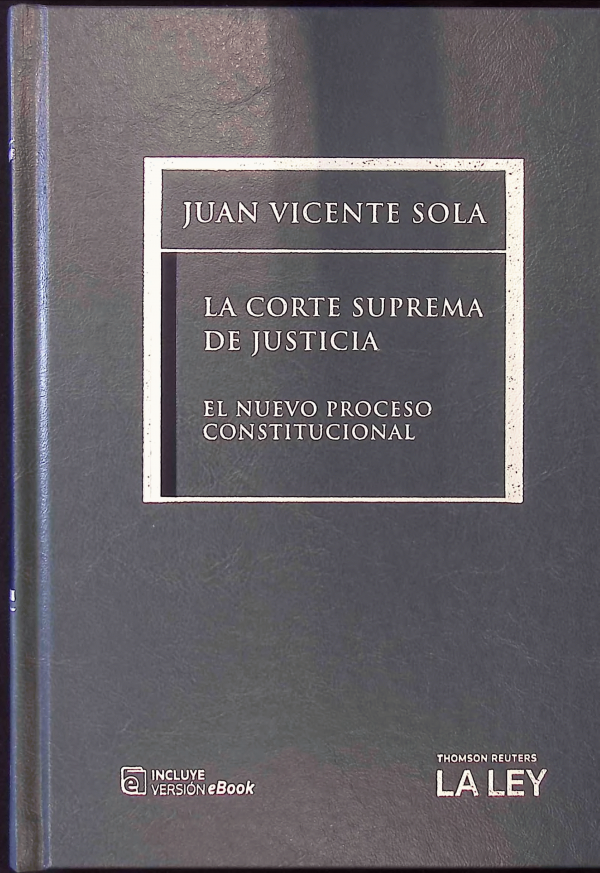 JUAN VICENTE SOLA
LA CORTE SUPREMA
DE JUSTICIA
EL NUEVO PROCESO
CONSTITUCIONAL
INCLUYE
VERSIÓN eBook
THOMSON REUTERS
LA LEY